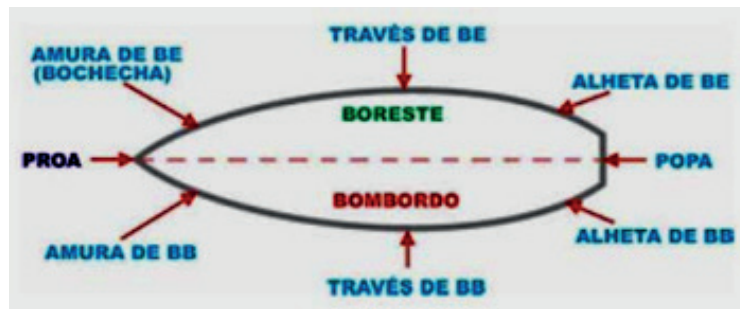 TRAVÉS DE BE
AMURA DE BE
(BOCHECHA)
ALHETA DE BE
BORESTE
PROA
POPA
BOMBORDO
AMURA DE BB
ALHETA DE BB
TRAVÉS DE BB